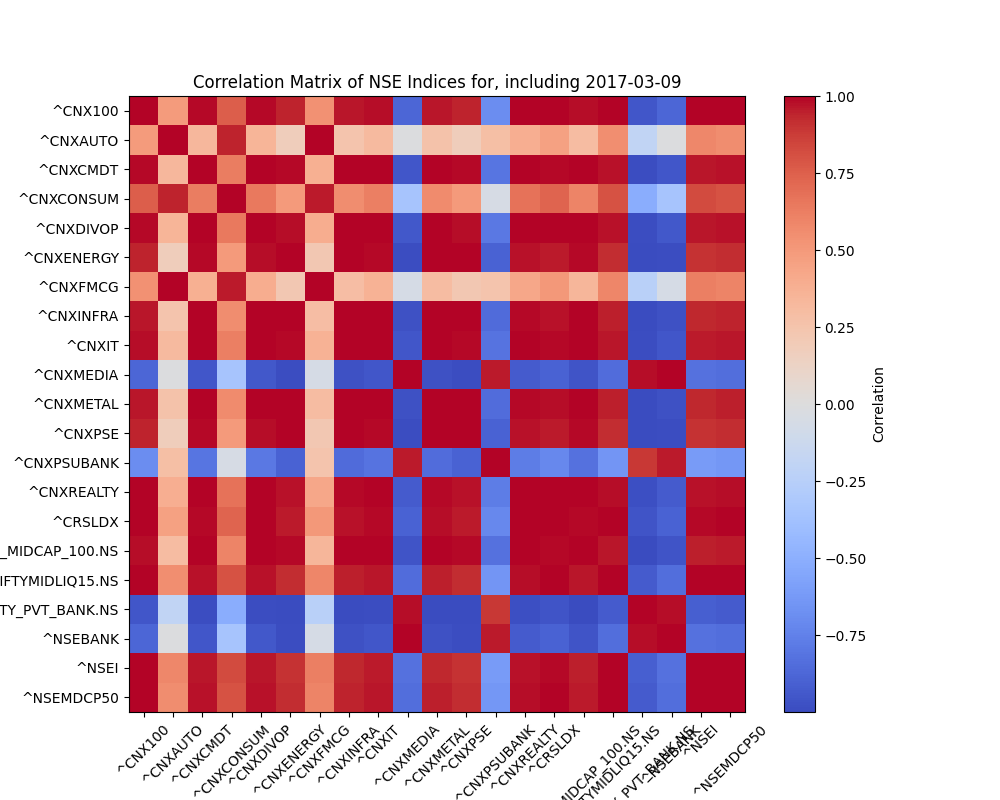 Correlation Matrix of NSE Indices for, including 2017-03-09
^CNX100
^CNXAUTO
^CNXCMDT
^CNXCONSUM
^CNXDIVOP
^CNXENERGY
^CNXFMCG
^CNXINFRA
^CNXIT
^CNXMEDIA
^CNXMETAL
^CNXPSE
^CNXPSUBANK
^CNXREALTY
^CRSLDX
_MIDCAP_100.NS
IFTYMIDLIQ15.NS
TY_PVT_BANK.NS
^NSEBANK
^NSEI
^NSEMDCP50
^CNX100
^CNXAUTO
^CNXCMDT
^CNXCONSUM
^CNXDIVOP
^CNXENERGY
^CNXFMCG
^CNXINFRA
^CNXIT
^CNXMEDIA
^CNXMETAL
^CNXPSE
^CNXPSUBANK
^CNXREALTY
^CRSLDX
MIDCAP_100.NS
TYMIDLIQ15.NS
PVT_BANK.NS
^NSEBANK
^NSEI
^NSEMDCP50
1.00
0.75
0.50
0.25
0.00
−0.25
−0.50
−0.75
Correlation